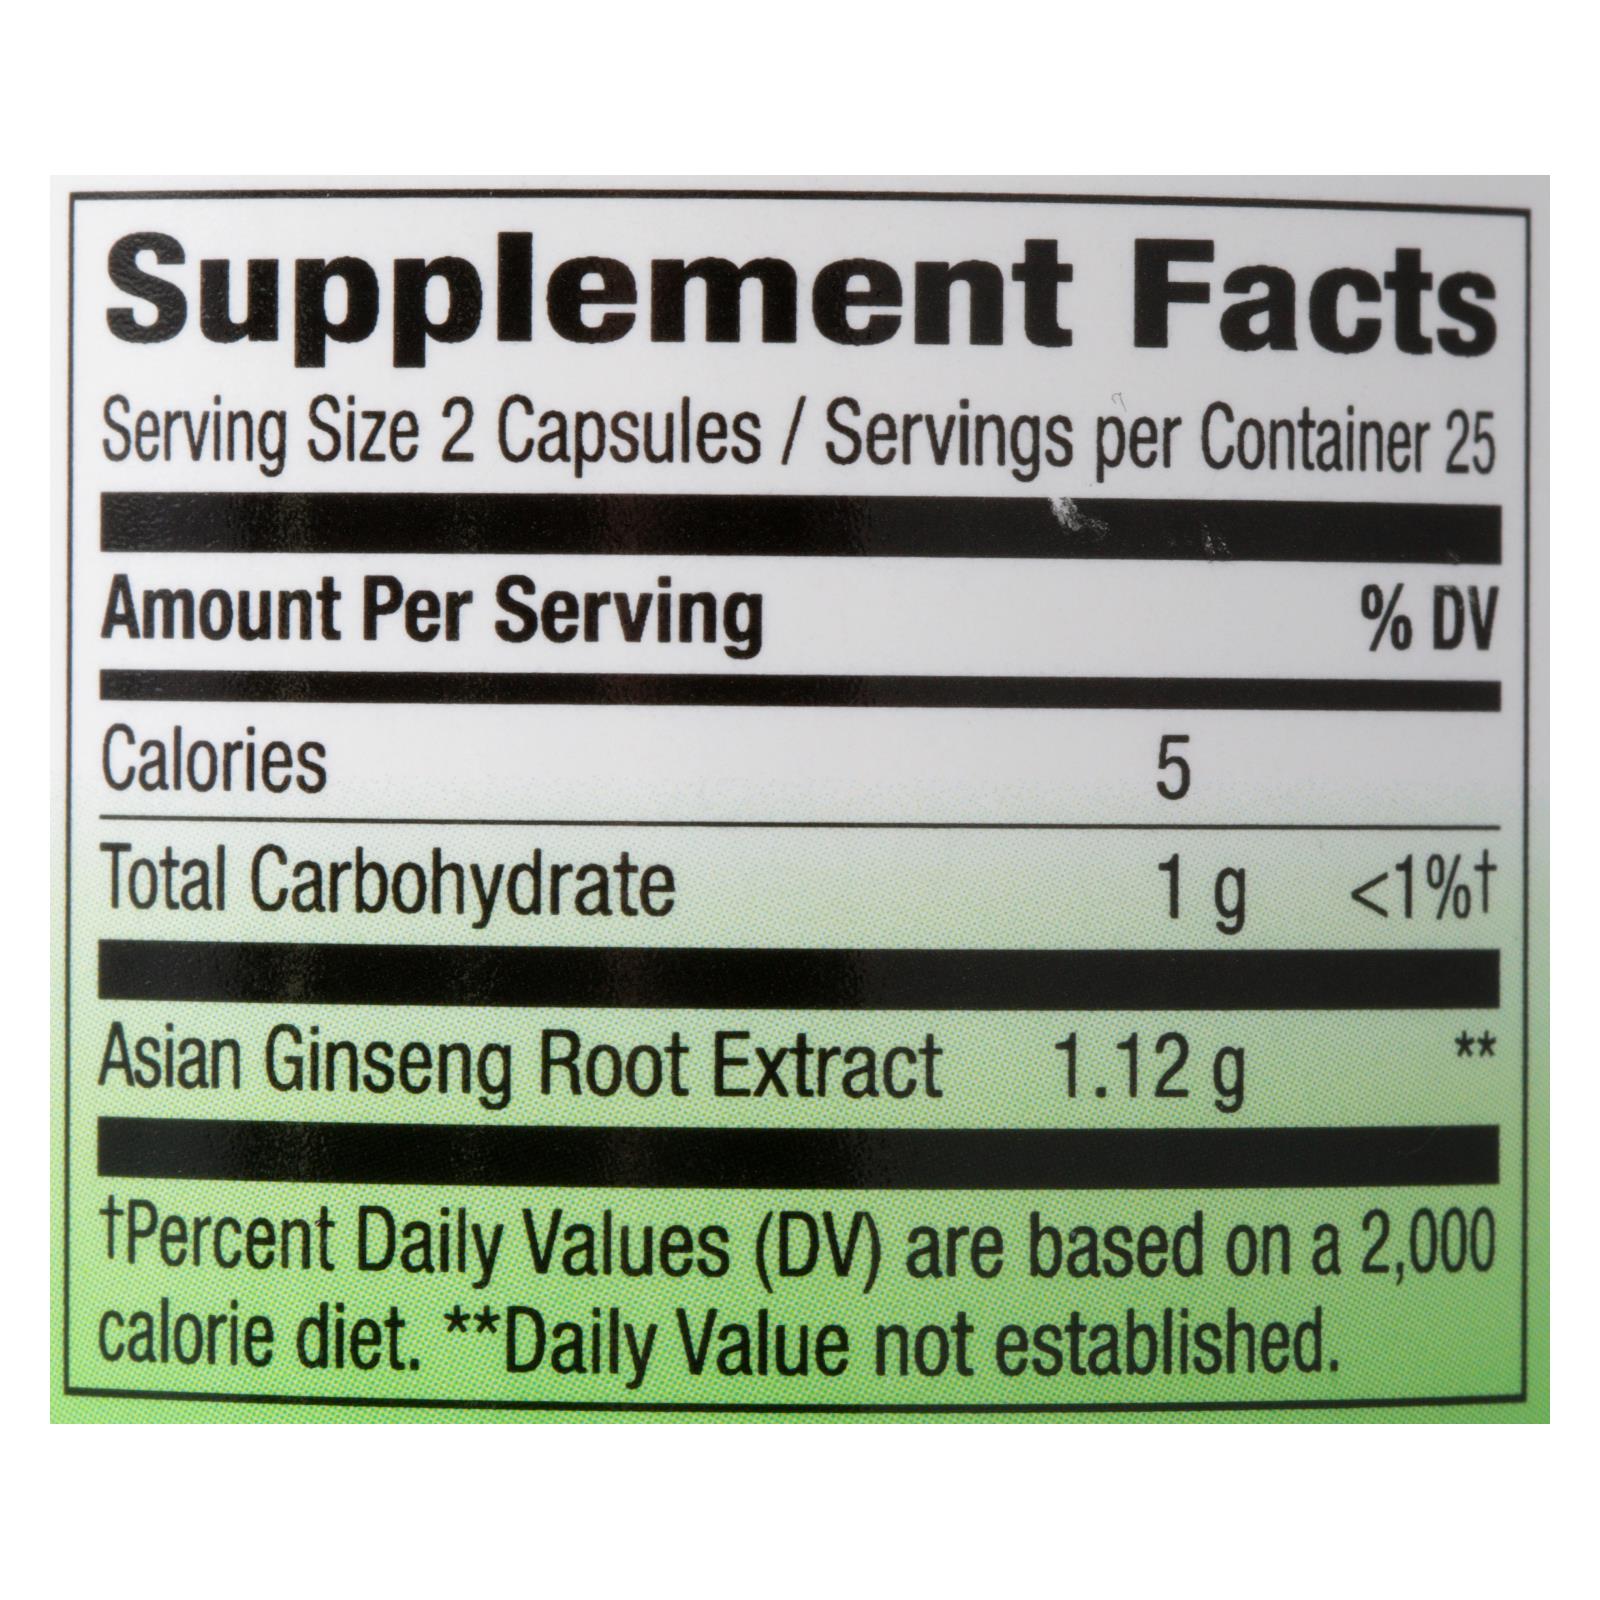 Supplement Facts
Serving Size 2 Capsules / Servings per Container 25
Amount Per Serving % DV
Calories 5
Total Carbohydrate 1 g <1%†
Asian Ginseng Root Extract 1.12 g **
†Percent Daily Values (DV) are based on a 2,000
calorie diet. **Daily Value not established.